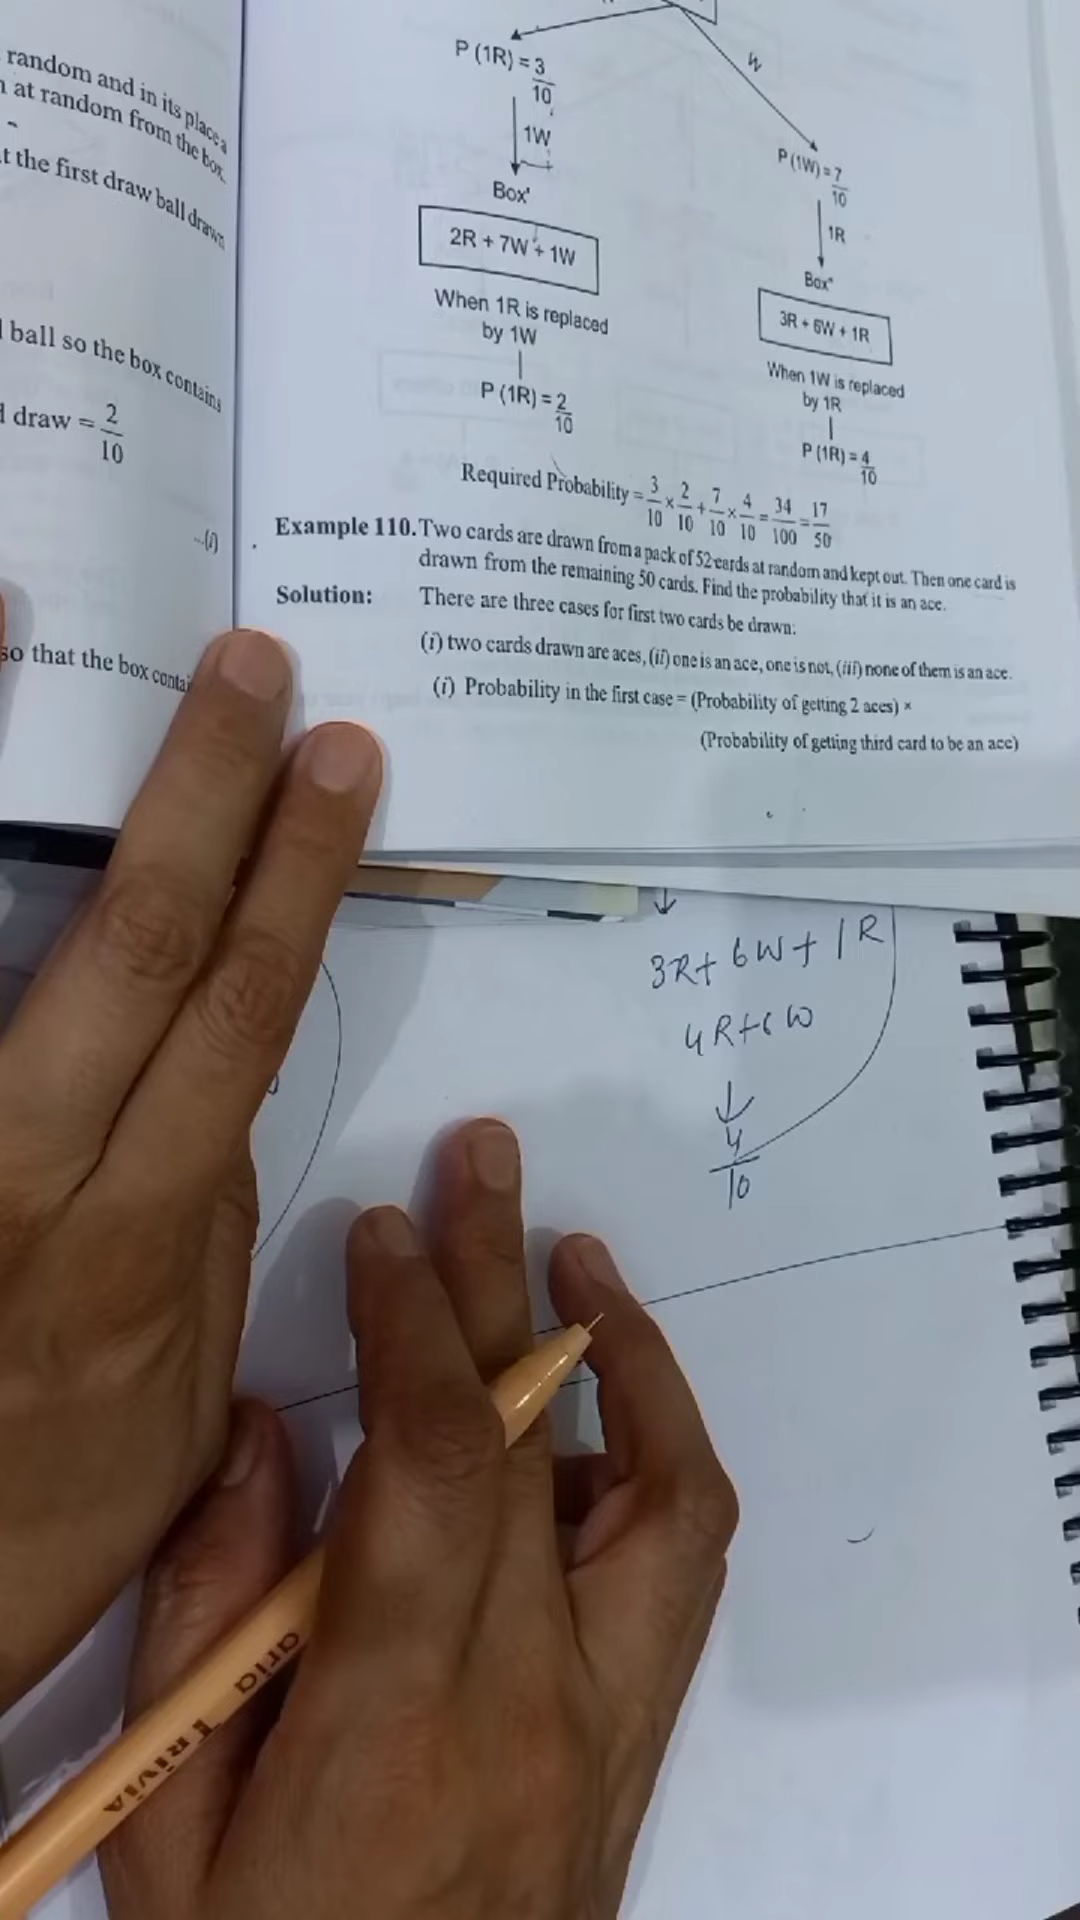 random and in its place a
at random from the box.
t the first draw ball drawn
ball so the box contains
draw = 2/10
...(i)
so that the box contai
W
P (1R) = 3/10
1W
Box'
2R + 7W + 1W
When 1R is replaced
by 1W
P (1R) = 2/10
P (1W) = 7/10
1R
Box"
3R + 6W + 1R
When 1W is replaced
by 1R
P (1R) = 4/10
Required Probability = 3/10 × 2/10 + 7/10 × 4/10 = 34/100 = 17/50
Example 110. Two cards are drawn from a pack of 52 cards at random and kept out. Then one card is
drawn from the remaining 50 cards. Find the probability that it is an ace.
Solution: There are three cases for first two cards be drawn:
(i) two cards drawn are aces, (ii) one is an ace, one is not, (iii) none of them is an ace.
(i) Probability in the first case = (Probability of getting 2 aces) ×
(Probability of getting third card to be an ace)
3R+ 6W+ 1R
4R+6W
4/10
aria TRIVIA